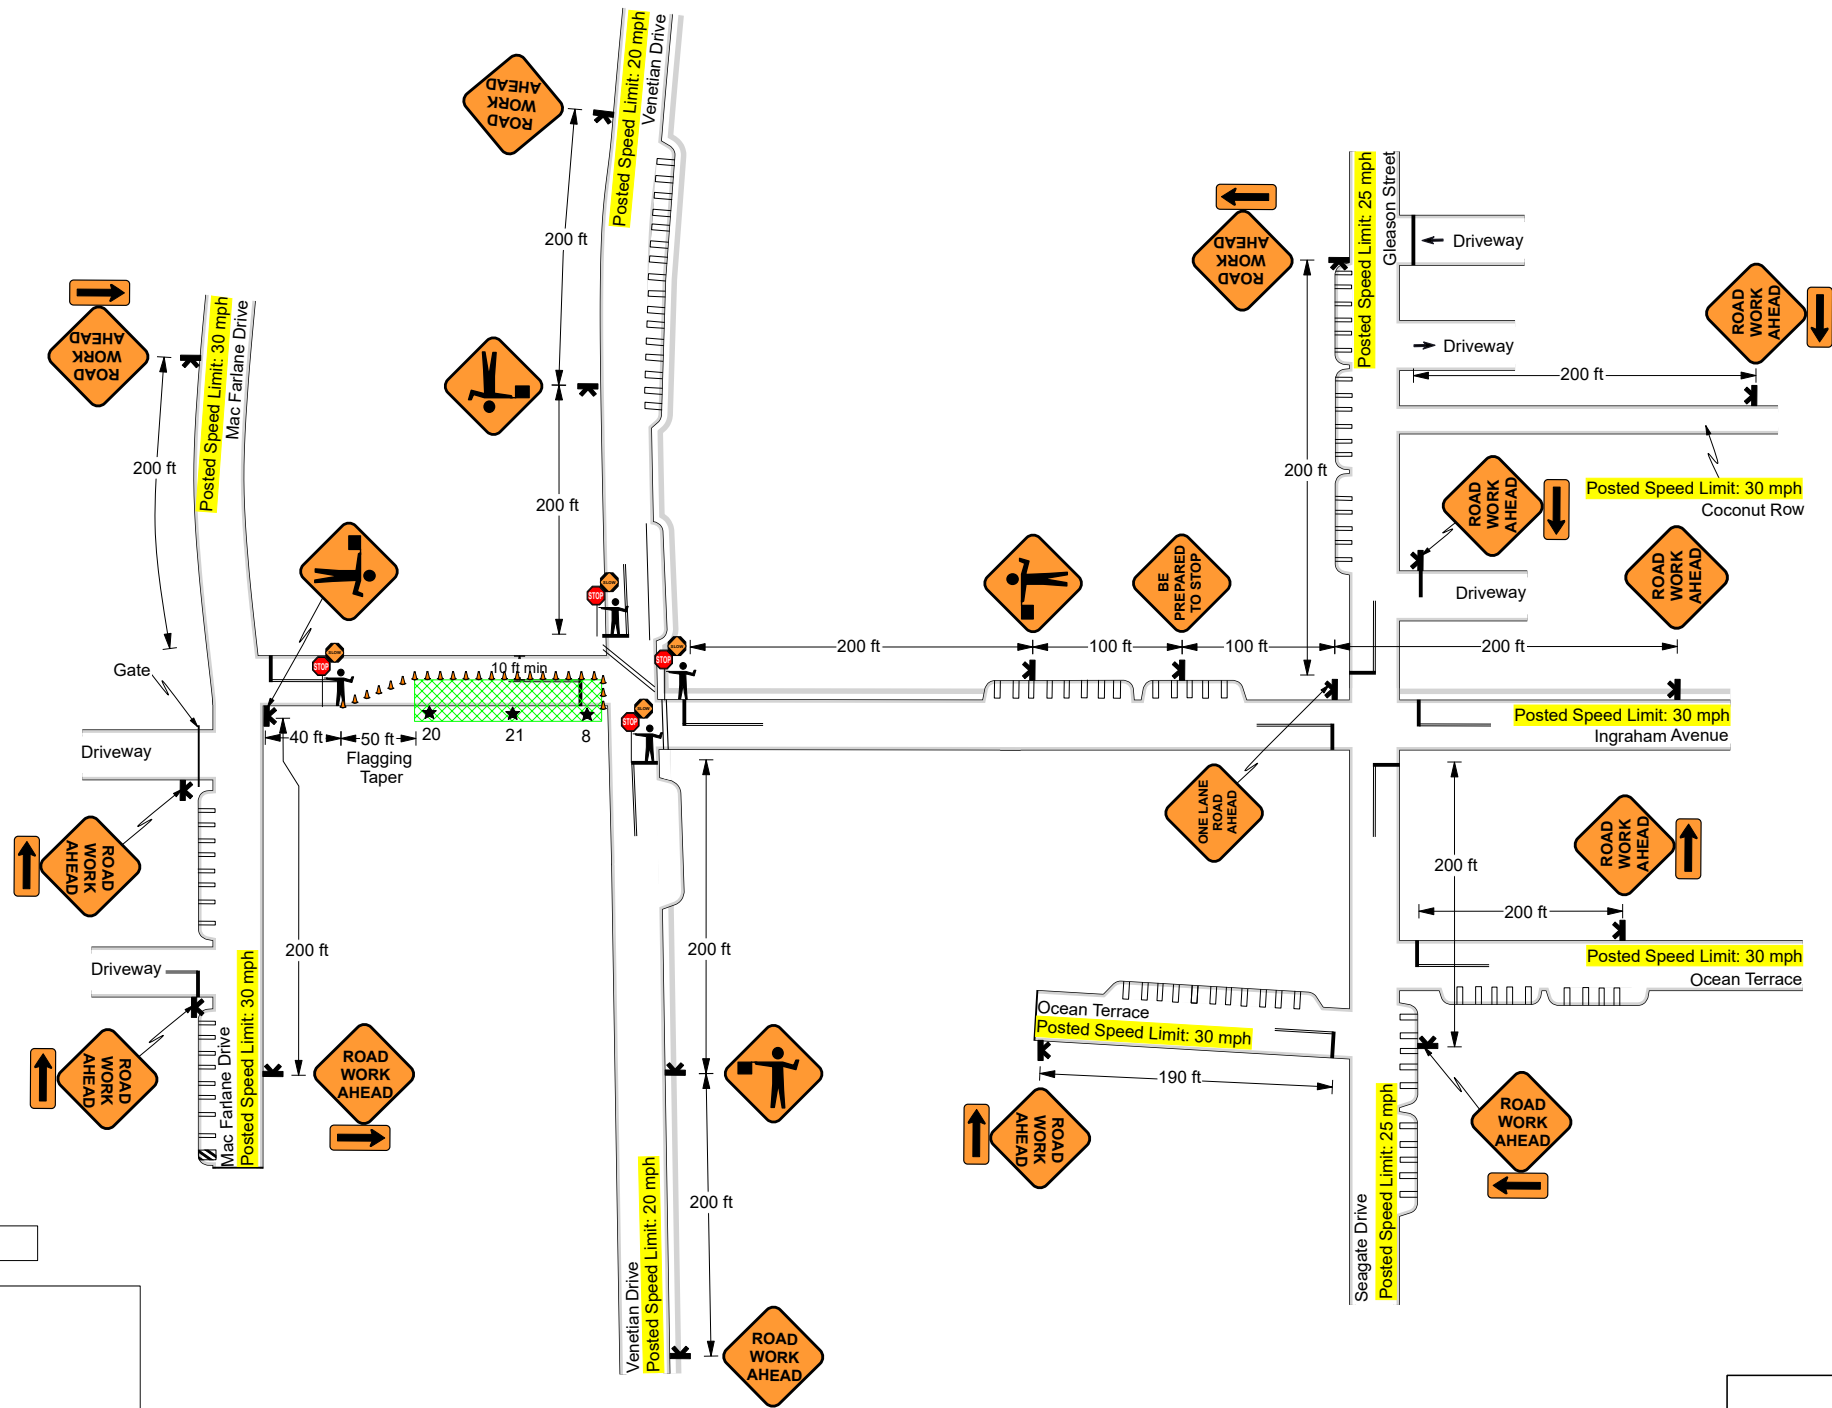 Posted Speed Limit: 20 mph
Venetian Drive
ROAD
WORK
AHEAD
200 ft
200 ft
ROAD
WORK
AHEAD
Posted Speed Limit: 30 mph
Mac Farlane Drive
200 ft
Gate
STOP
SLOW
STOP
SLOW
STOP
SLOW
STOP
SLOW
10 ft min
40 ft
50 ft
Flagging
Taper
20
21
8
Driveway
ROAD
WORK
AHEAD
200 ft
Driveway
ROAD
WORK
AHEAD
Mac Farlane Drive
Posted Speed Limit: 30 mph
ROAD
WORK
AHEAD
200 ft
200 ft
Venetian Drive
Posted Speed Limit: 20 mph
ROAD
WORK
AHEAD
200 ft
100 ft
100 ft
200 ft
BE
PREPARED
TO STOP
ROAD
WORK
AHEAD
200 ft
Posted Speed Limit: 25 mph
Gleason Street
Driveway
Driveway
ROAD
WORK
AHEAD
200 ft
Posted Speed Limit: 30 mph
Coconut Row
ROAD
WORK
AHEAD
Driveway
ROAD
WORK
AHEAD
Posted Speed Limit: 30 mph
Ingraham Avenue
ONE LANE
ROAD
AHEAD
200 ft
ROAD
WORK
AHEAD
200 ft
Posted Speed Limit: 30 mph
Ocean Terrace
Ocean Terrace
Posted Speed Limit: 30 mph
190 ft
ROAD
WORK
AHEAD
ROAD
WORK
AHEAD
Seagate Drive
Posted Speed Limit: 25 mph